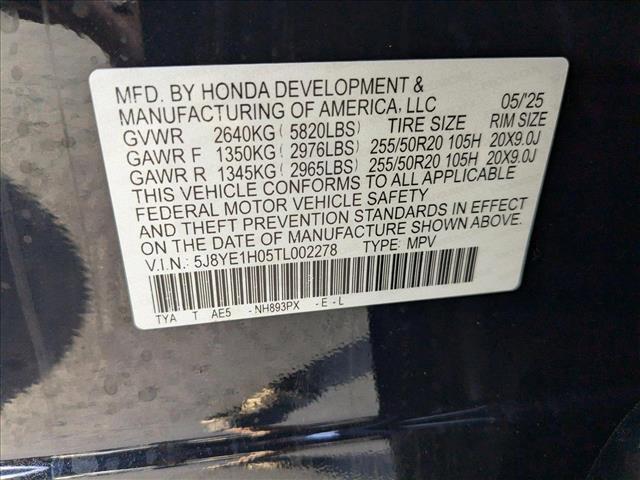 MFD. BY HONDA DEVELOPMENT &
MANUFACTURING OF AMERICA, LLC 05/'25
GVWR 2640KG ( 5820LBS) TIRE SIZE RIM SIZE
GAWR F 1350KG ( 2976LBS) 255/50R20 105H 20X9.0J
GAWR R 1345KG ( 2965LBS) 255/50R20 105H 20X9.0J
THIS VEHICLE CONFORMS TO ALL APPLICABLE
FEDERAL MOTOR VEHICLE SAFETY
AND THEFT PREVENTION STANDARDS IN EFFECT
ON THE DATE OF MANUFACTURE SHOWN ABOVE.
V.I.N.: 5J8YE1H05TL002278 TYPE: MPV
TYA T AE5 -NH893PX -E-L